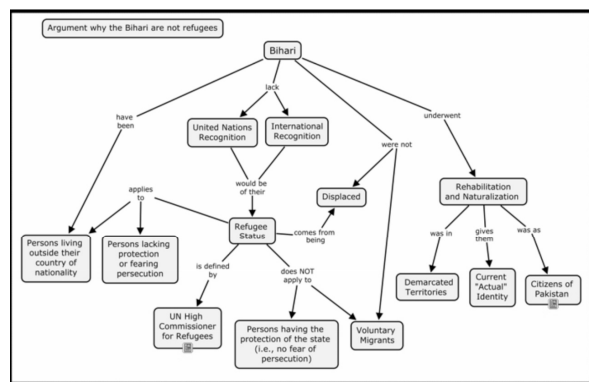 Argument why the Bihari are not refugees
Bihari
lack
have
been
underwent
United Nations
Recognition
International
Recognition
were not
would be
of their
Rehabilitation
and Naturalization
applies
to
Displaced
Refugee
Status
comes from
being
was in
gives
them
was as
Persons living
outside their
country of
nationality
Persons lacking
protection
or fearing
persecution
is defined
by
does NOT
apply to
Demarcated
Territories
Current
"Actual"
Identity
Citizens of
Pakistan
UN High
Commissioner
for Refugees
Persons having the
protection of the state
(i.e., no fear of
persecution)
Voluntary
Migrants